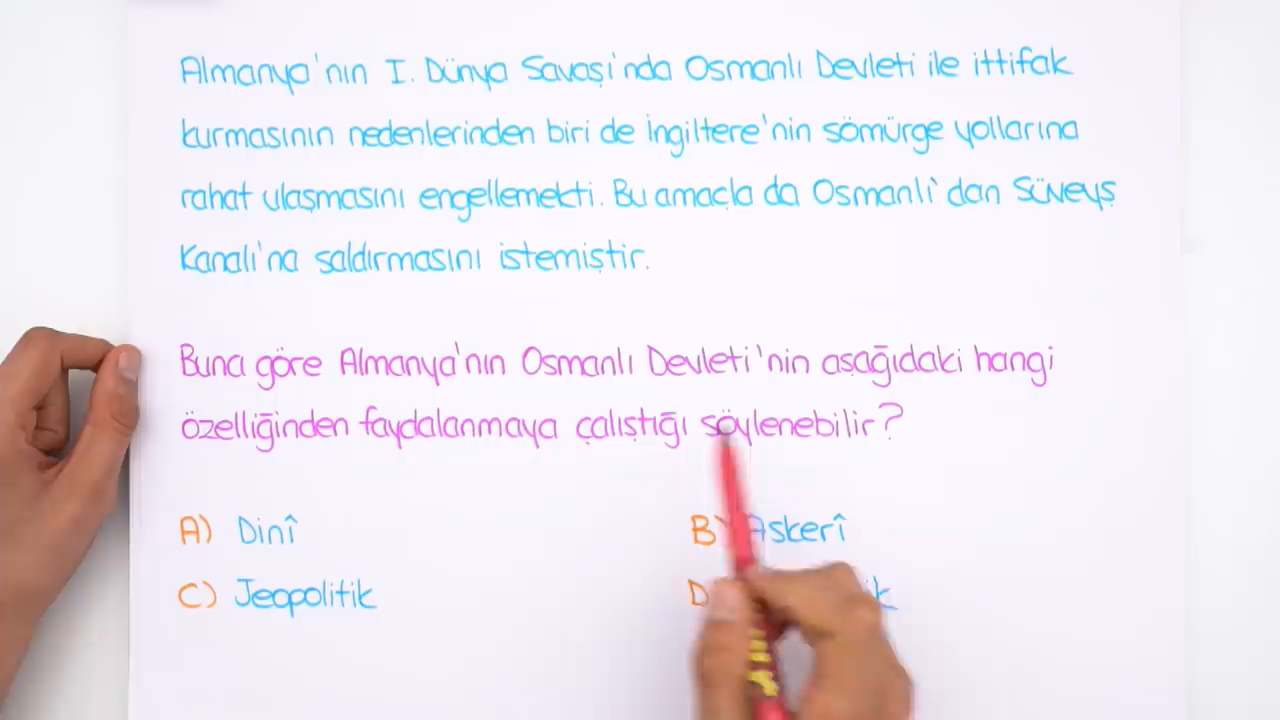 Almanya'nın I. Dünya Savaşı'nda Osmanlı Devleti ile ittifak
kurmasının nedenlerinden biri de İngiltere'nin sömürge yollarına
rahat ulaşmasını engellemekti. Bu amaçla da Osmanlı'dan Süveyş
Kanalı'na saldırmasını istemiştir.
Buna göre Almanya'nın Osmanlı Devleti'nin aşağıdaki hangi
özelliğinden faydalanmaya çalıştığı söylenebilir?
A) Dinî
B) Askerî
C) Jeopolitik
D